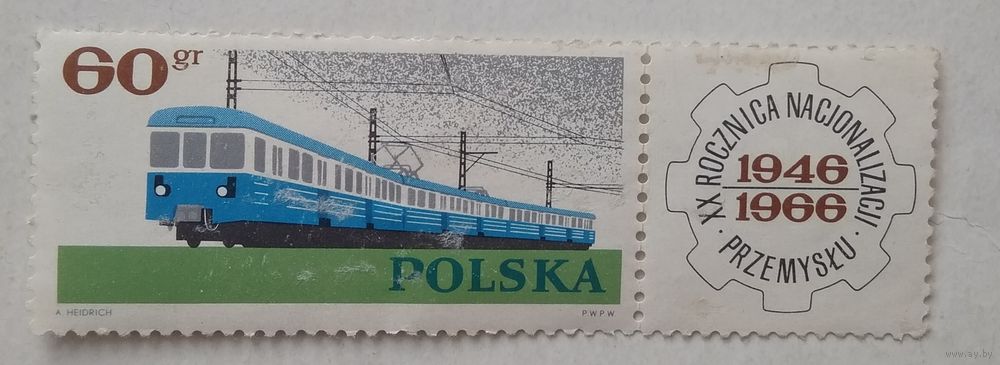 60 gr
POLSKA
A. HEIDRICH
PWPW
XX ROCZNICA NACJONALIZACJI
1946
1966
· PRZEMYSŁU ·
www.ay.by